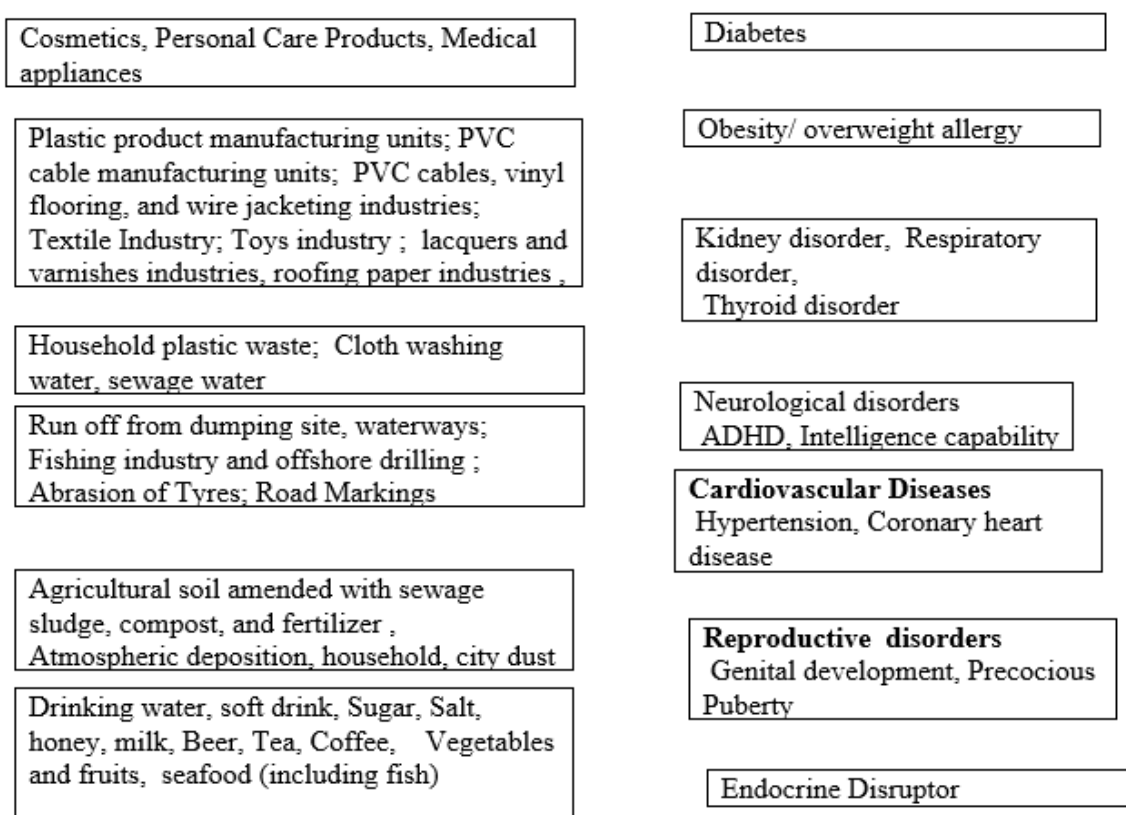 Cosmetics, Personal Care Products, Medical
appliances
Plastic product manufacturing units; PVC
cable manufacturing units; PVC cables, vinyl
flooring, and wire jacketing industries;
Textile Industry; Toys industry ; lacquers and
varnishes industries, roofing paper industries ,
Household plastic waste; Cloth washing
water, sewage water
Run off from dumping site, waterways;
Fishing industry and offshore drilling ;
Abrasion of Tyres; Road Markings
Agricultural soil amended with sewage
sludge, compost, and fertilizer ,
Atmospheric deposition, household, city dust
Drinking water, soft drink, Sugar, Salt,
honey, milk, Beer, Tea, Coffee, Vegetables
and fruits, seafood (including fish)
Diabetes
Obesity/ overweight allergy
Kidney disorder, Respiratory
disorder,
Thyroid disorder
Neurological disorders
ADHD, Intelligence capability
Cardiovascular Diseases
Hypertension, Coronary heart
disease
Reproductive disorders
Genital development, Precocious
Puberty
Endocrine Disruptor